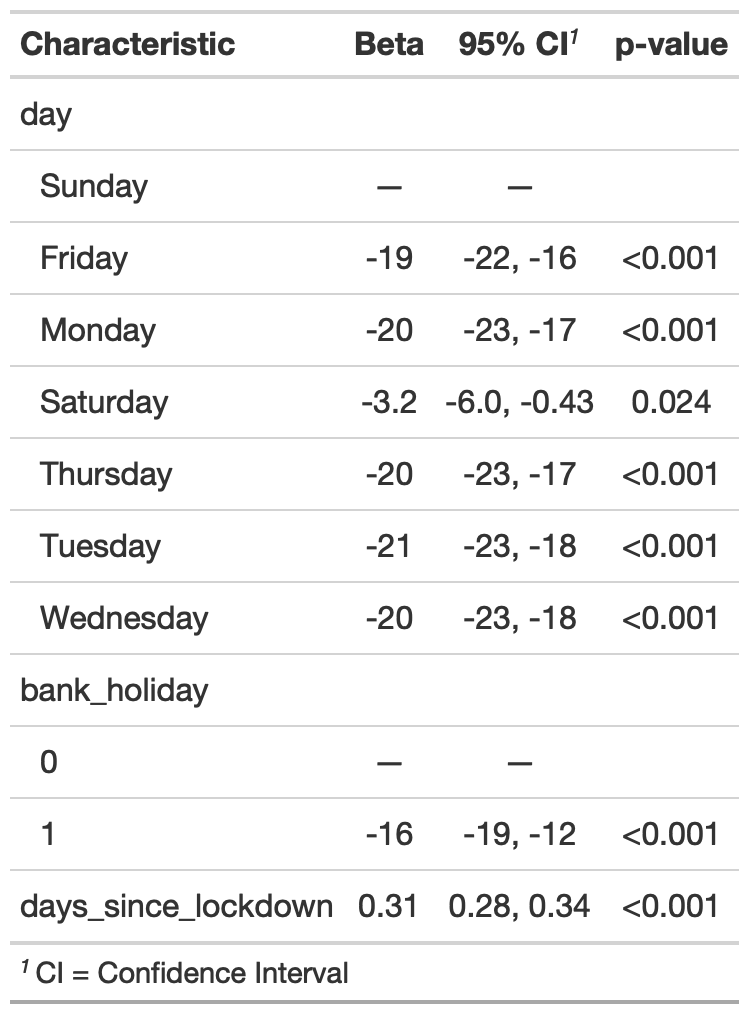 Characteristic Beta 95% CI1 p-value
day
Sunday — —
Friday -19 -22, -16 <0.001
Monday -20 -23, -17 <0.001
Saturday -3.2 -6.0, -0.43 0.024
Thursday -20 -23, -17 <0.001
Tuesday -21 -23, -18 <0.001
Wednesday -20 -23, -18 <0.001
bank_holiday
0 — —
1 -16 -19, -12 <0.001
days_since_lockdown 0.31 0.28, 0.34 <0.001
1 CI = Confidence Interval